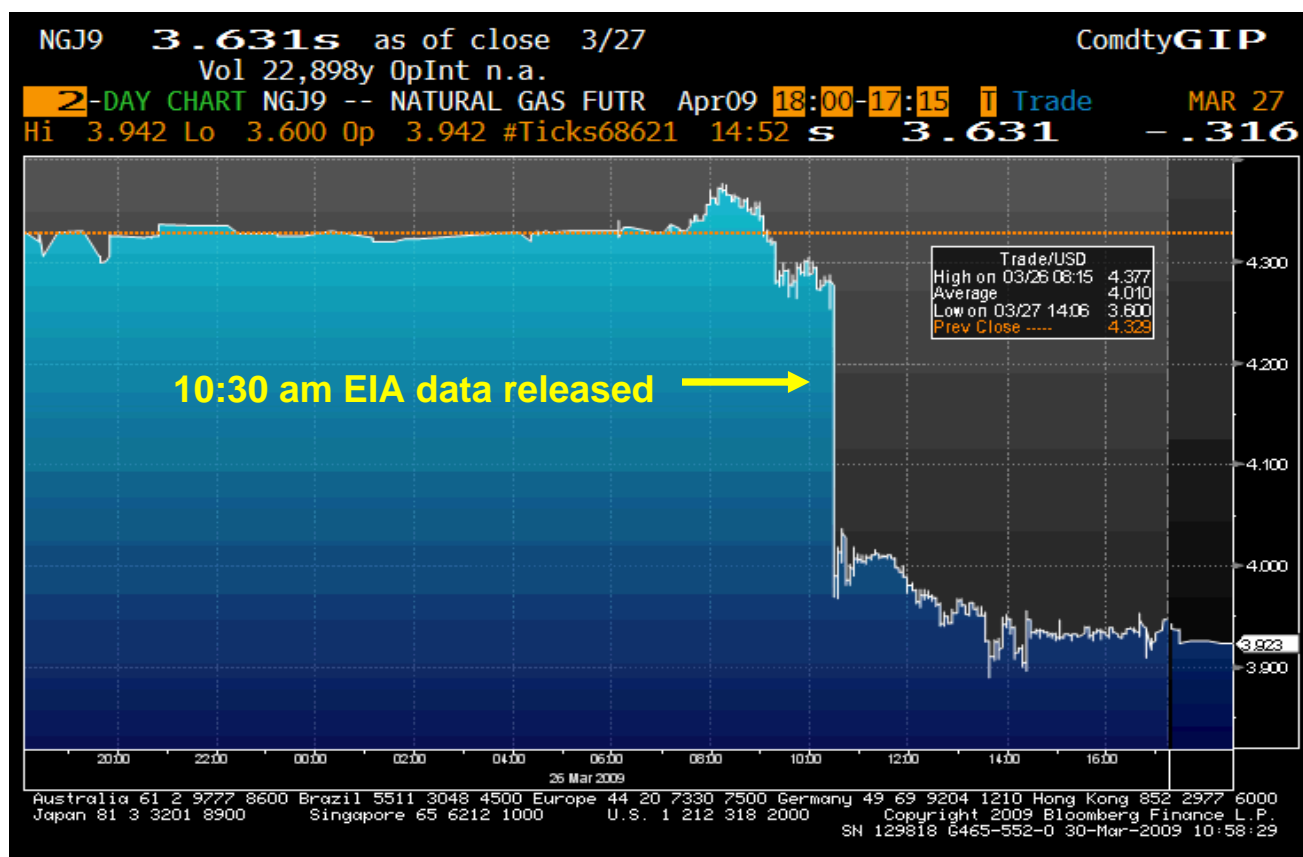 NGJ9 3.631s as of close 3/27 ComdtyGIP
Vol 22,898y OpInt n.a.
2-DAY CHART NGJ9 -- NATURAL GAS FUTR Apr09 18:00-17:15 T Trade MAR 27
Hi 3.942 Lo 3.600 Op 3.942 #Ticks68621 14:52 s 3.631 -.316
Trade/USD
High on 03/26 08:15 4.377
Average 4.010
Low on 03/27 14:06 3.600
Prev Close ----- 4.329
4.300
4.200
10:30 am EIA data released
4.100
4.000
3.923
3.900
20:00 22:00 00:00 02:00 04:00 06:00 08:00 10:00 12:00 14:00 16:00
26 Mar 2009
Australia 61 2 9777 8600 Brazil 5511 3048 4500 Europe 44 20 7330 7500 Germany 49 69 9204 1210 Hong Kong 852 2977 6000
Japan 81 3 3201 8900 Singapore 65 6212 1000 U.S. 1 212 318 2000 Copyright 2009 Bloomberg Finance L.P.
SN 129818 G465-552-0 30-Mar-2009 10:58:29